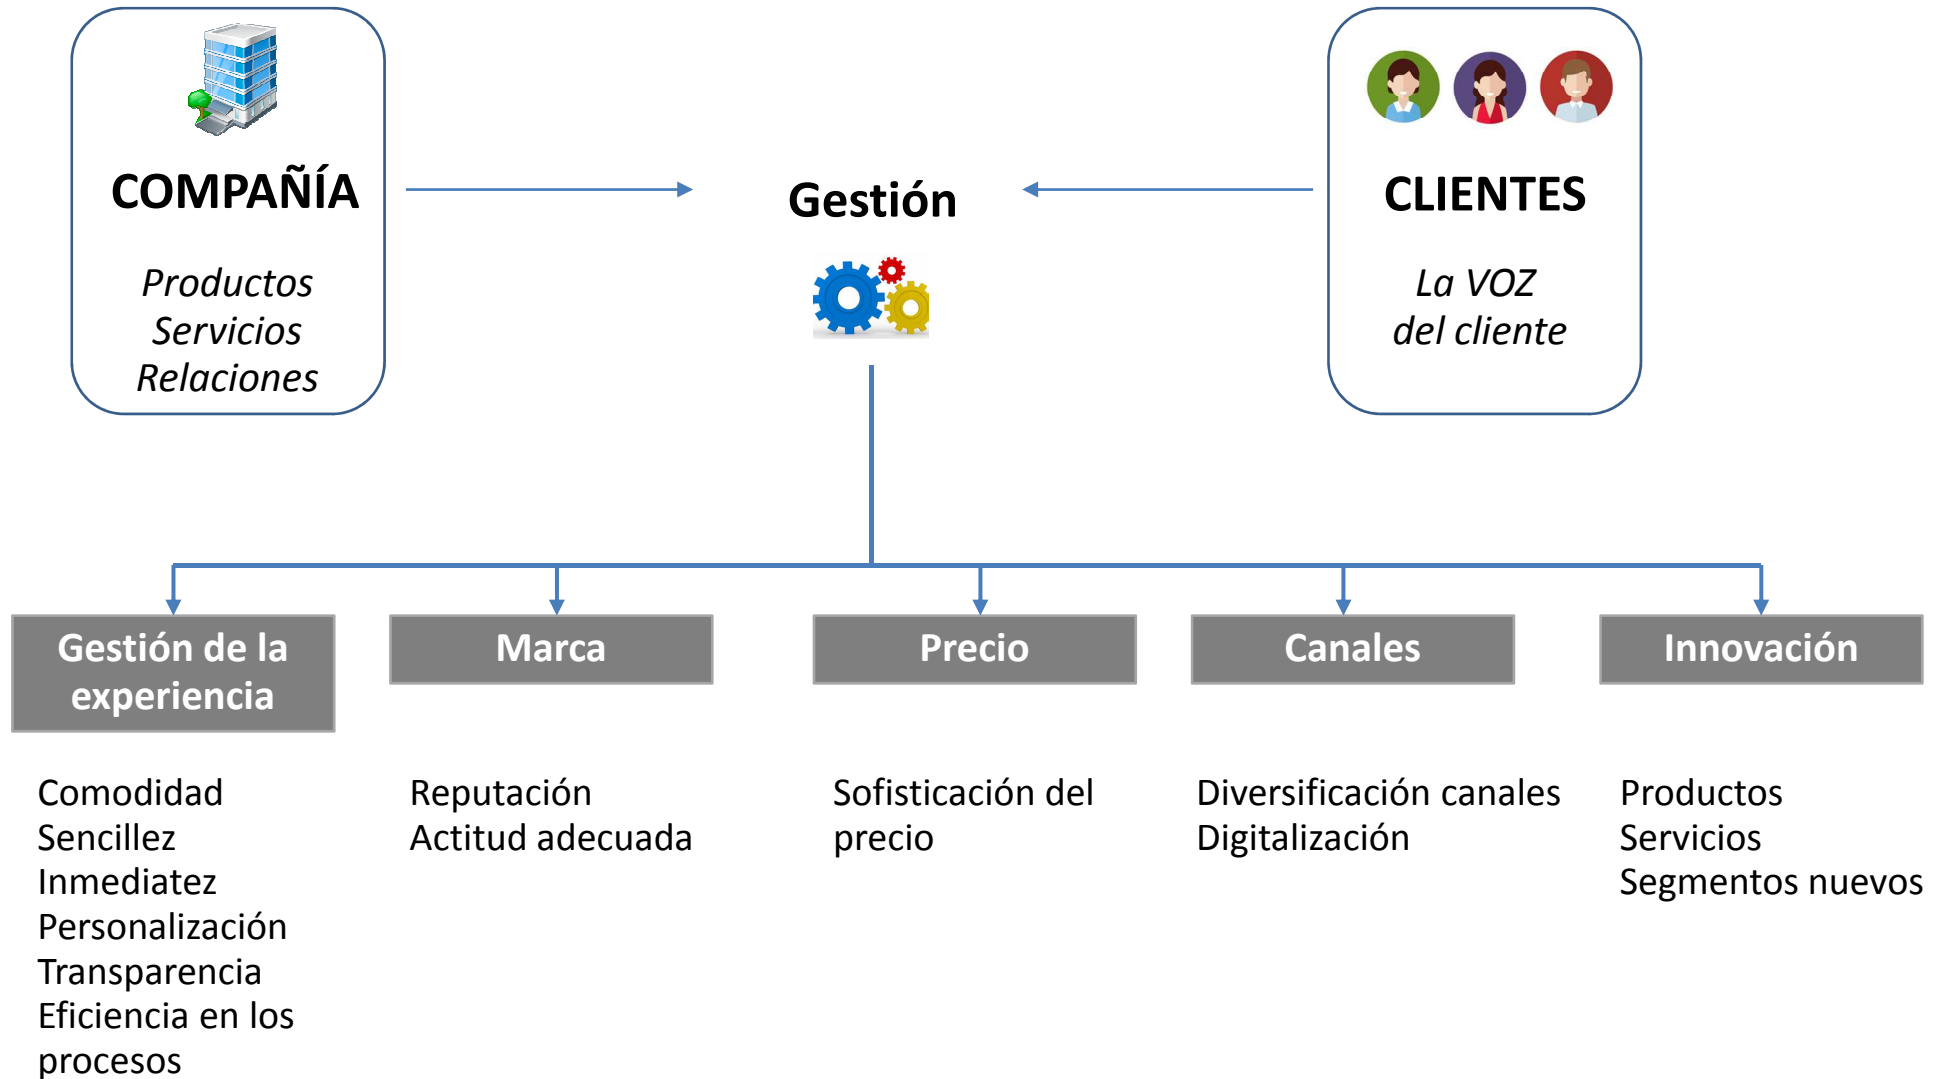 COMPAÑÍA
Productos
Servicios
Relaciones
Gestión
CLIENTES
La VOZ
del cliente
Gestión de la
experiencia
Comodidad
Sencillez
Inmediatez
Personalización
Transparencia
Eficiencia en los
procesos
Marca
Reputación
Actitud adecuada
Precio
Sofisticación del
precio
Canales
Diversificación canales
Digitalización
Innovación
Productos
Servicios
Segmentos nuevos